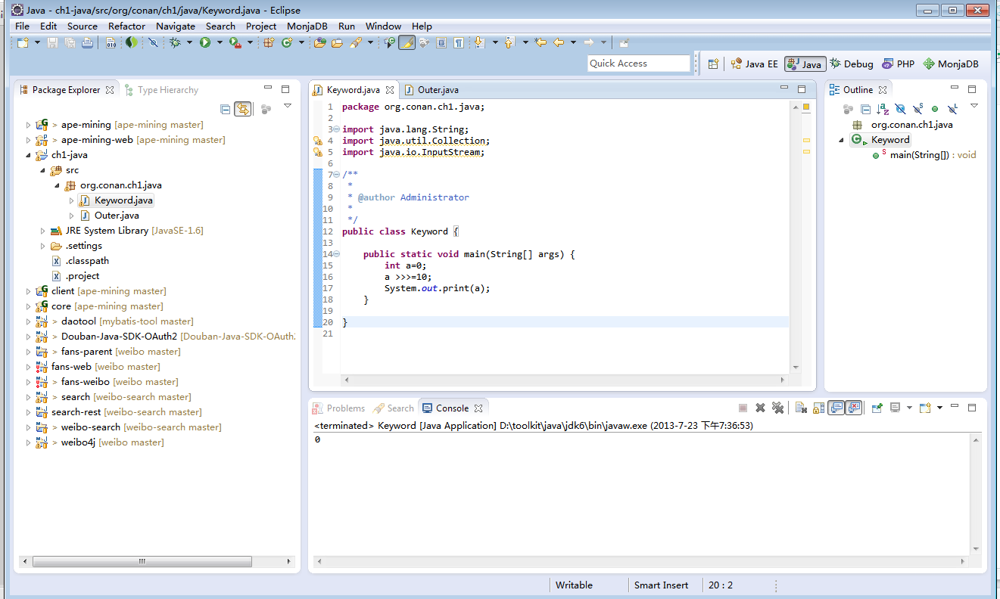 Java - ch1-java/src/org/conan/ch1/java/Keyword.java - Eclipse
File Edit Source Refactor Navigate Search Project MonjaDB Run Window Help
Quick Access
Java EE Java Debug PHP MonjaDB
Package Explorer Type Hierarchy
> ape-mining [ape-mining master]
> ape-mining-web [ape-mining master]
ch1-java
src
org.conan.ch1.java
Keyword.java
Outer.java
JRE System Library [JavaSE-1.6]
.settings
.classpath
.project
client [ape-mining master]
core [ape-mining master]
> daotool [mybatis-tool master]
> Douban-Java-SDK-OAuth2 [Douban-Java-SDK-OAuth
> fans-parent [weibo master]
fans-web [weibo master]
> fans-weibo [weibo master]
> search [weibo-search master]
search-rest [weibo-search master]
> weibo-search [weibo-search master]
> weibo4j [weibo master]
Keyword.java Outer.java
1 package org.conan.ch1.java;
2
3 import java.lang.String;
4 import java.util.Collection;
5 import java.io.InputStream;
6
7 /**
8 *
9 * @author Administrator
10 *
11 */
12 public class Keyword {
13
14 public static void main(String[] args) {
15 int a=0;
16 a >>>=10;
17 System.out.print(a);
18 }
19
20 }
21
Outline
org.conan.ch1.java
Keyword
main(String[]) : void
Problems Search Console
<terminated> Keyword [Java Application] D:\toolkit\java\jdk6\bin\javaw.exe (2013-7-23 下午7:36:53)
0
Writable Smart Insert 20 : 2